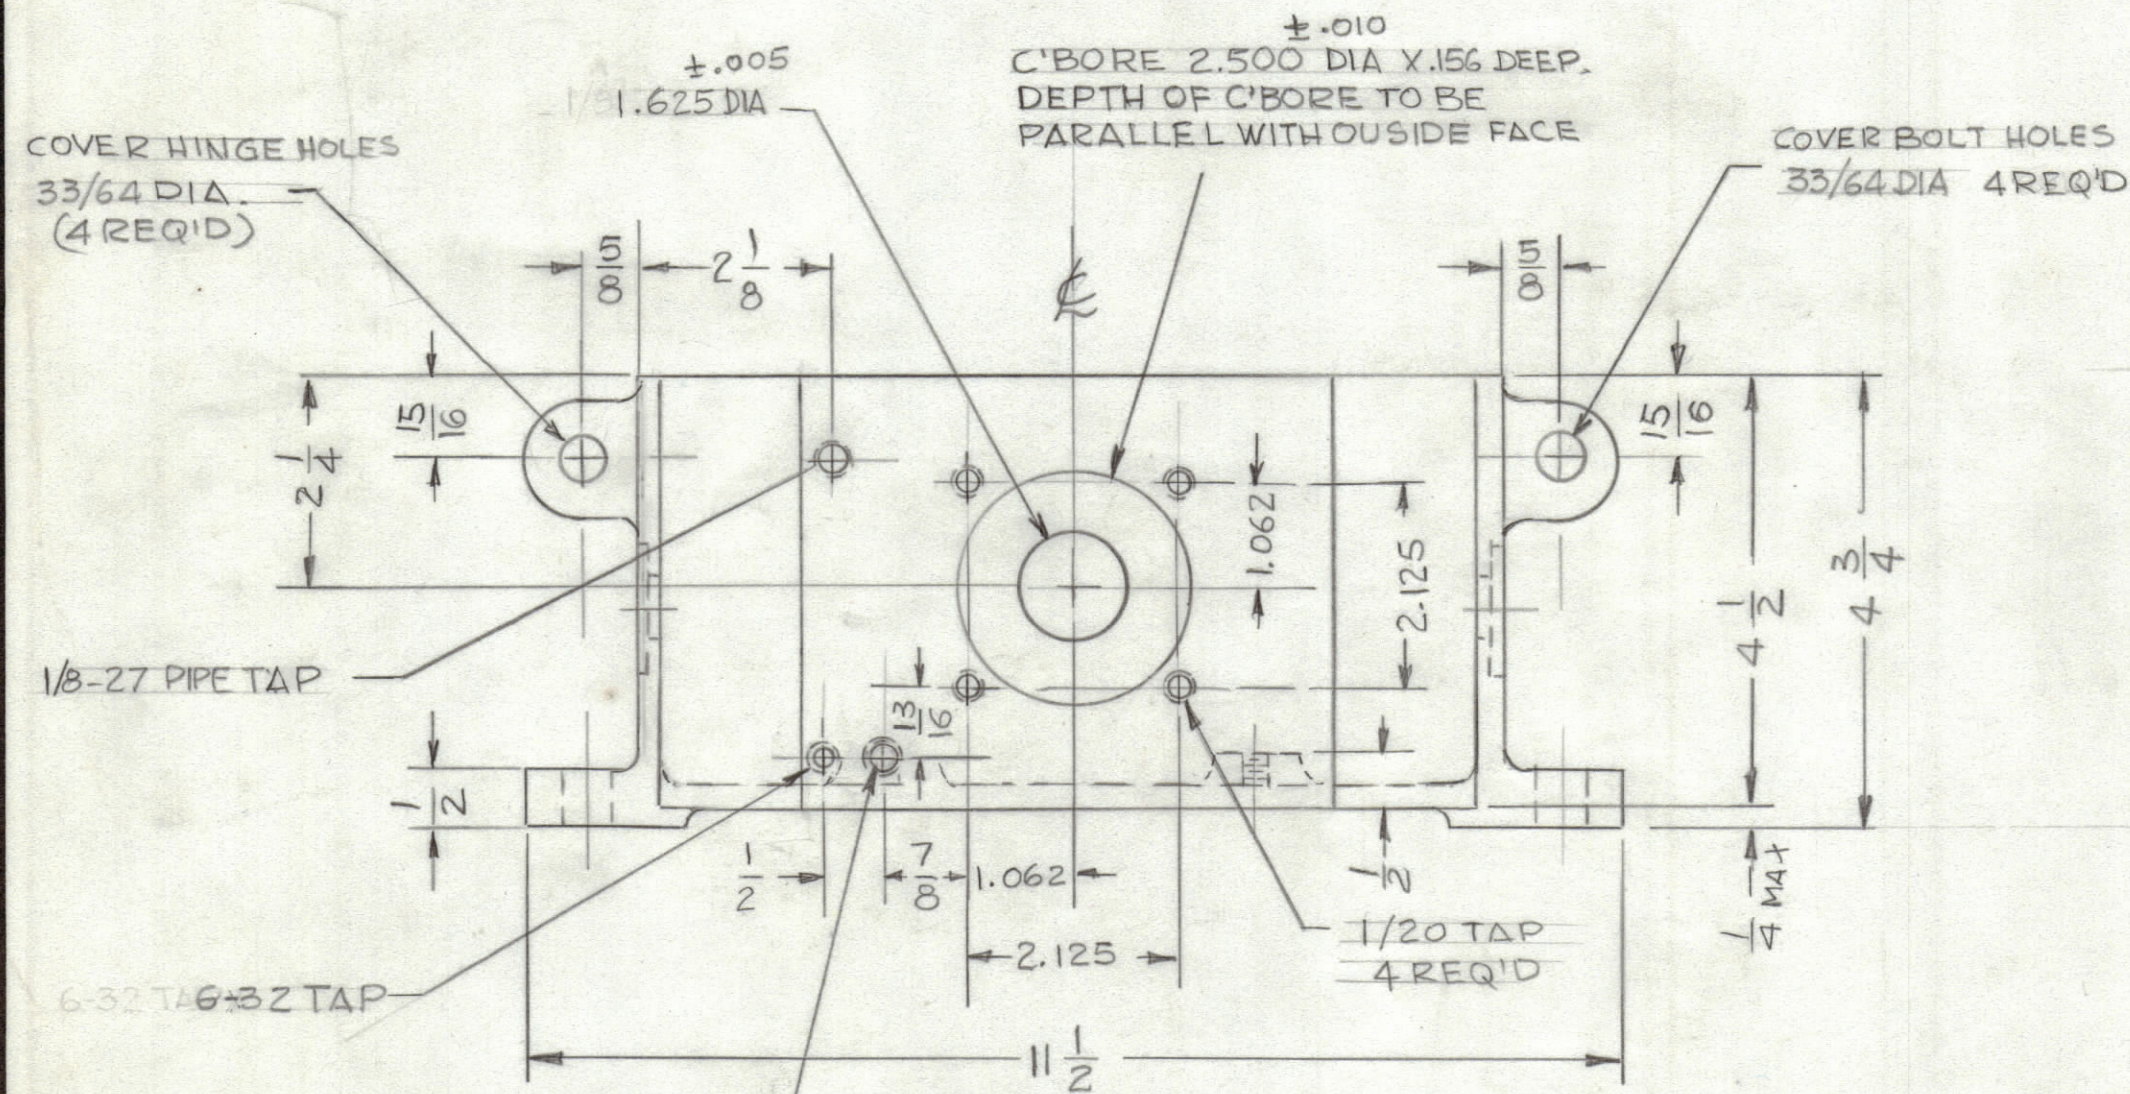 ±.010
±.005
C'BORE 2.500 DIA X .156 DEEP.
1.625 DIA
DEPTH OF C'BORE TO BE
PARALLEL WITH OUSIDE FACE
COVER HINGE HOLES
33/64 DIA.
(4 REQ'D)
COVER BOLT HOLES
33/64 DIA 4 REQ'D
5/8
2 1/8
℄
5/8
2 1/4
15/16
15/16
1.062
2.125
4 1/2
4 3/4
1/8-27 PIPE TAP
13/16
1/2
1/2
7/8
1.062
1/2
1/4 MAX
2.125
1/20 TAP
4 REQ'D
6-32 TAP
6-32 TAP
11 1/2